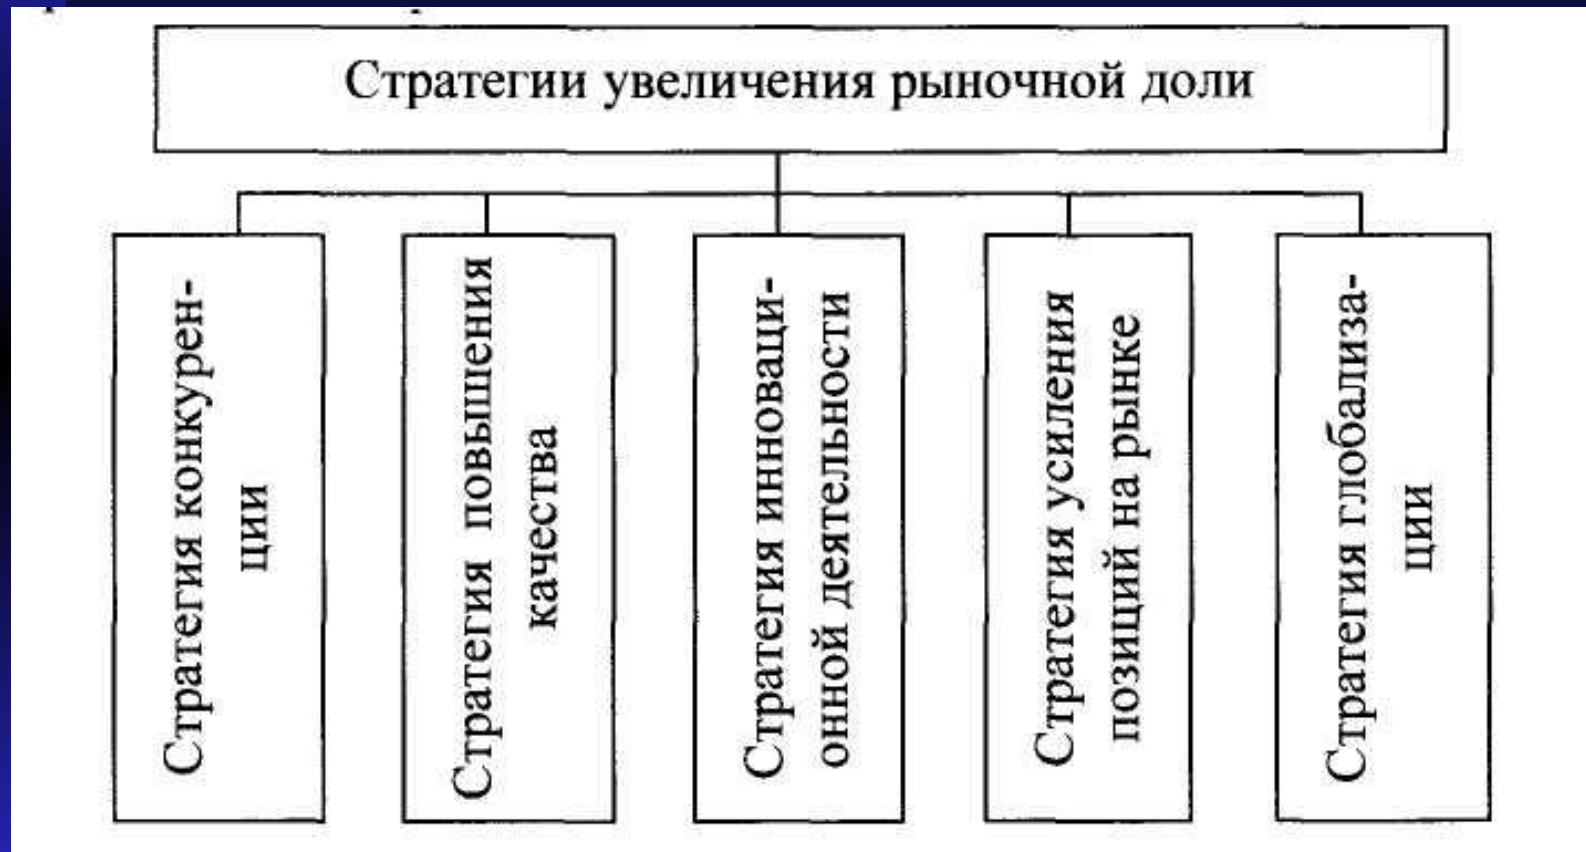 Стратегии увеличения рыночной доли
Стратегия конкурен-
ции
Стратегия повышения
качества
Стратегия инноваци-
онной деятельности
Стратегия усиления
позиций на рынке
Стратегия глобализа-
ции